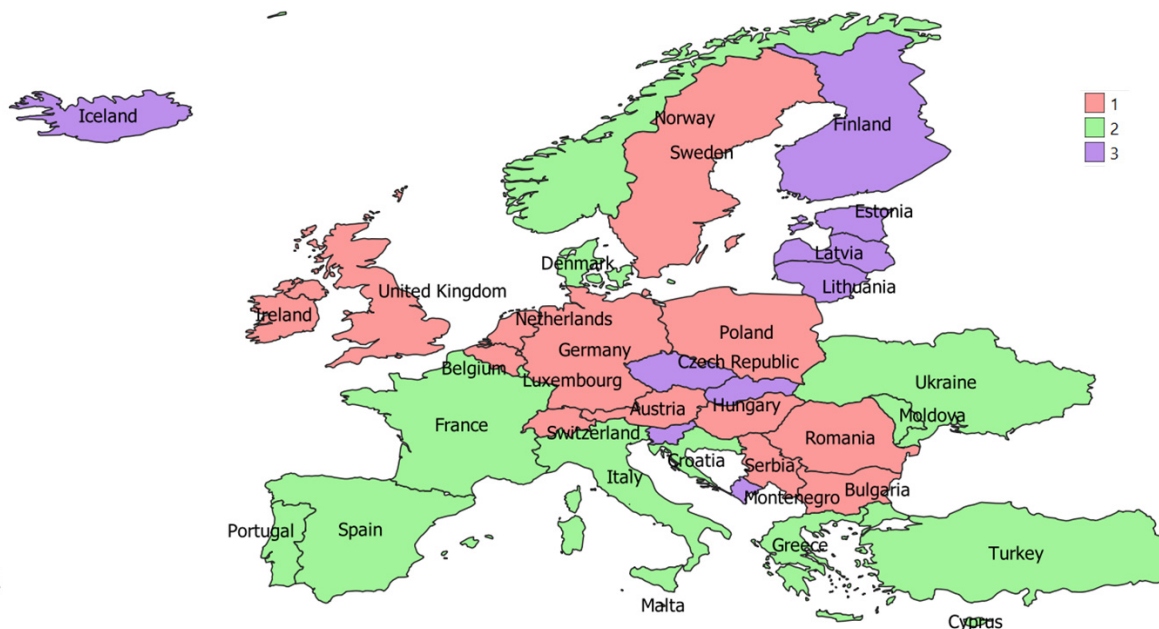 Iceland
1
2
3
Norway
Finland
Sweden
Estonia
Denmark
Latvia
Lithuania
United Kingdom
Ireland
Netherlands
Poland
Germany
Czech Republic
Belgium
Luxembourg
Ukraine
Austria
Hungary
Moldova
France
Switzerland
Romania
Croatia
Serbia
Italy
Montenegro
Bulgaria
Portugal
Spain
Greece
Turkey
Malta
Cyprus